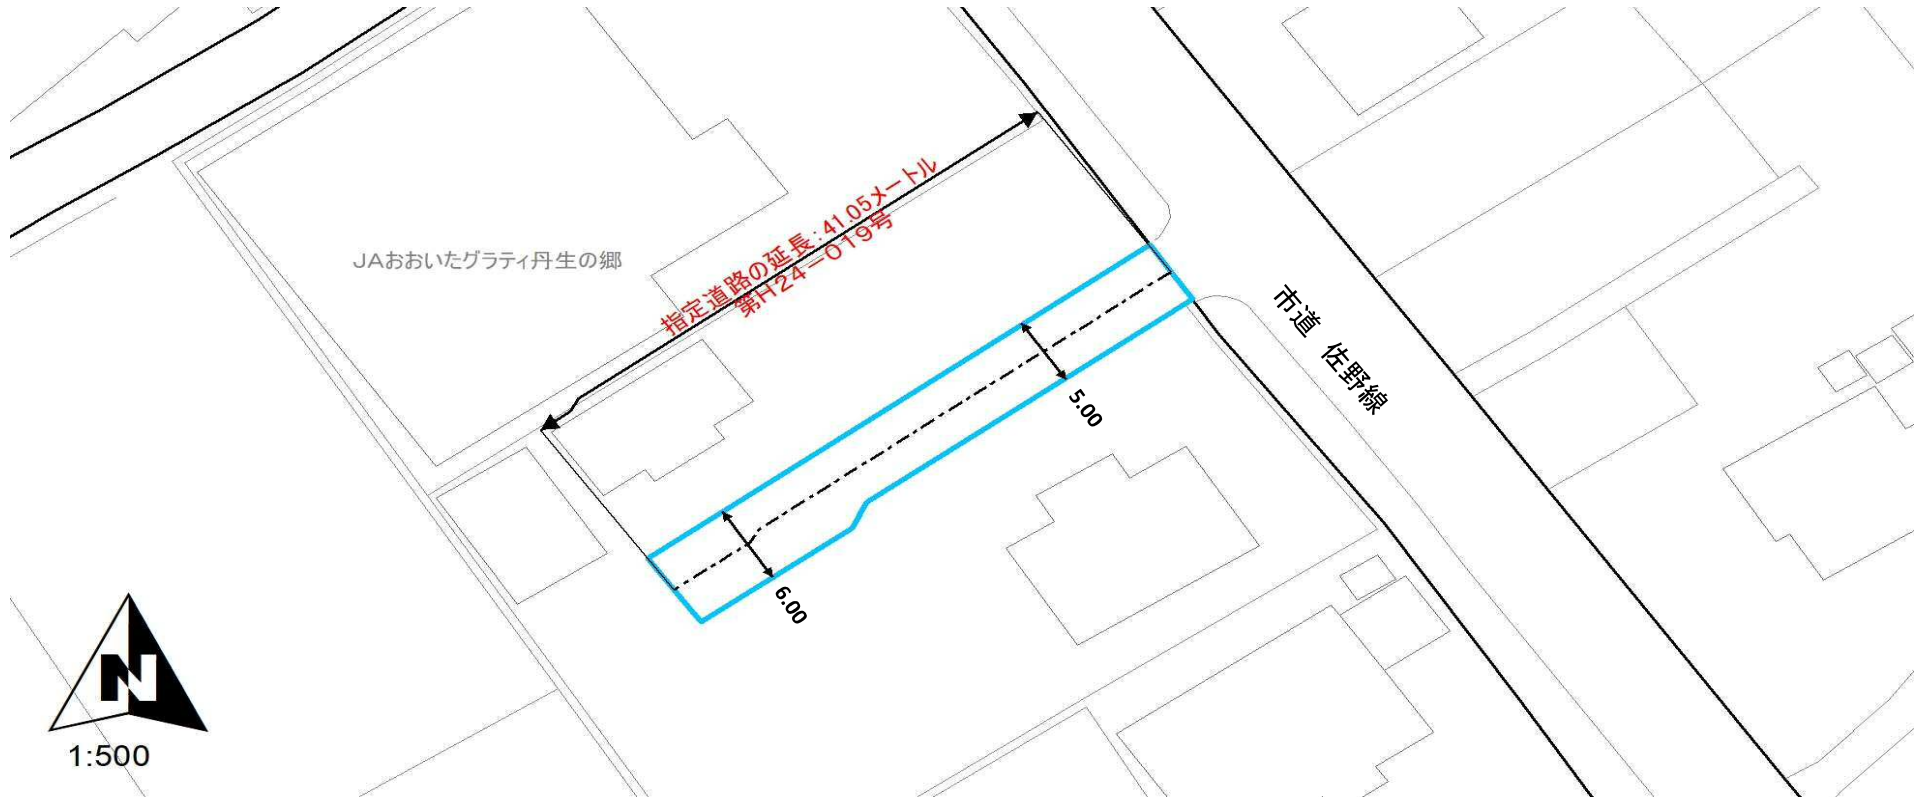 指定道路の延長:41.05メートル
第H24-019号
JAおおいたグラティ丹生の郷
市道 佐野線
5.00
6.00
N
1:500